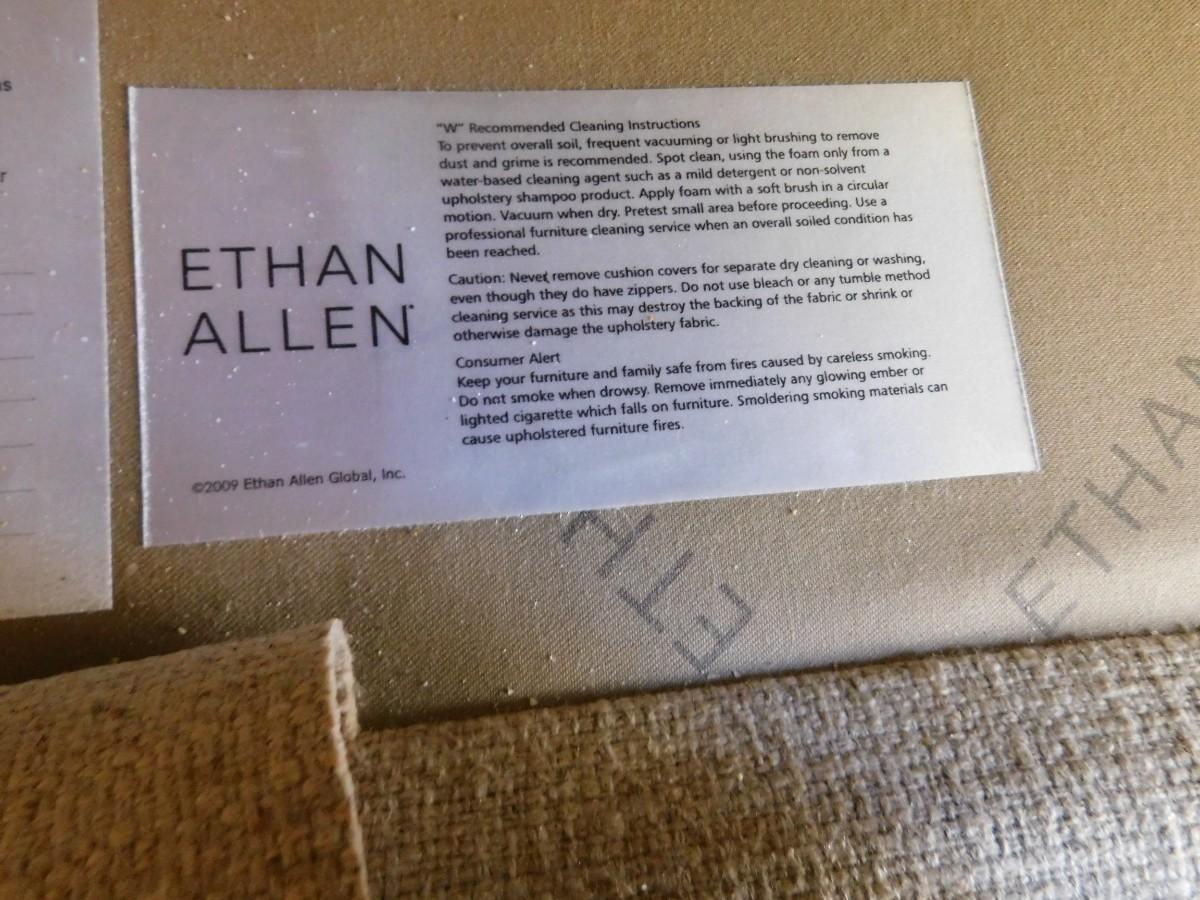 us
r
ETHAN
ALLEN®
©2009 Ethan Allen Global, Inc.
"W" Recommended Cleaning Instructions
To prevent overall soil, frequent vacuuming or light brushing to remove
dust and grime is recommended. Spot clean, using the foam only from a
water-based cleaning agent such as a mild detergent or non-solvent
upholstery shampoo product. Apply foam with a soft brush in a circular
motion. Vacuum when dry. Pretest small area before proceeding. Use a
professional furniture cleaning service when an overall soiled condition has
been reached.
Caution: Never remove cushion covers for separate dry cleaning or washing,
even though they do have zippers. Do not use bleach or any tumble method
cleaning service as this may destroy the backing of the fabric or shrink or
otherwise damage the upholstery fabric.
Consumer Alert
Keep your furniture and family safe from fires caused by careless smoking.
Do not smoke when drowsy. Remove immediately any glowing ember or
lighted cigarette which falls on furniture. Smoldering smoking materials can
cause upholstered furniture fires.
ETH
ETHA